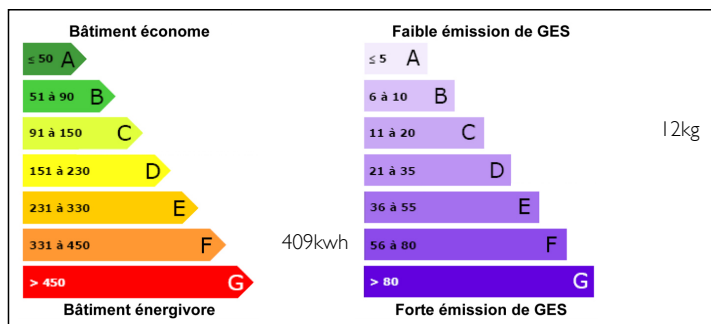 Bâtiment économe
≤ 50 A
51 à 90 B
91 à 150 C
151 à 230 D
231 à 330 E
331 à 450 F
409kwh
> 450 G
Bâtiment énergivore
Faible émission de GES
≤ 5 A
6 à 10 B
11 à 20 C
12kg
21 à 35 D
36 à 55 E
56 à 80 F
> 80 G
Forte émission de GES